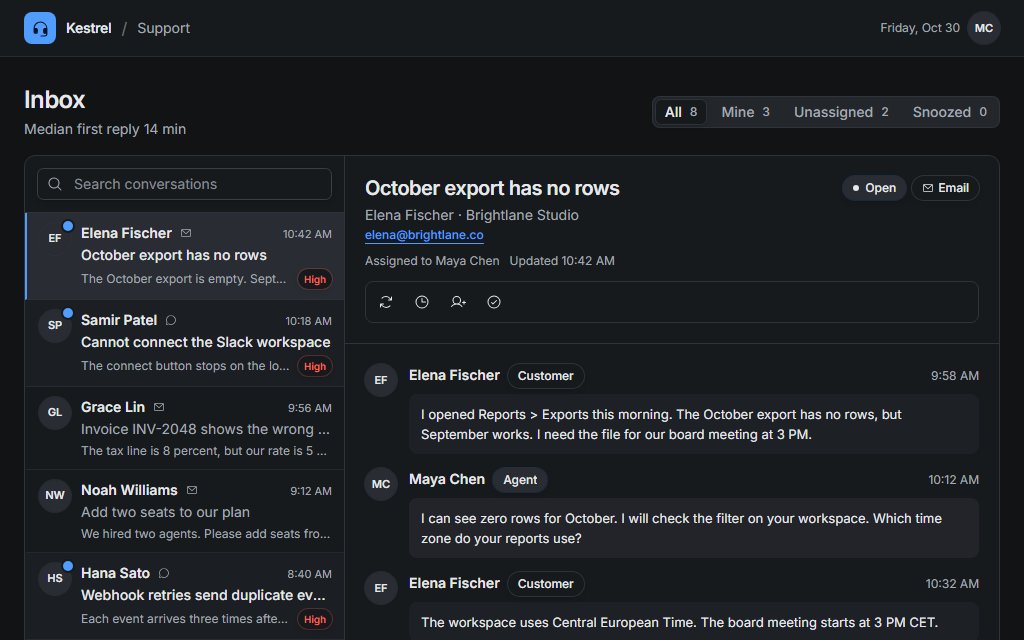 Kestrel / Support
Friday, Oct 30 MC
Inbox
Median first reply 14 min
All 8 Mine 3 Unassigned 2 Snoozed 0
Search conversations
EF Elena Fischer 10:42 AM
October export has no rows
The October export is empty. Sept... High
SP Samir Patel 10:18 AM
Cannot connect the Slack workspace
The connect button stops on the lo... High
GL Grace Lin 9:56 AM
Invoice INV-2048 shows the wrong ...
The tax line is 8 percent, but our rate is 5 ...
NW Noah Williams 9:12 AM
Add two seats to our plan
We hired two agents. Please add seats fro...
HS Hana Sato 8:40 AM
Webhook retries send duplicate ev...
Each event arrives three times afte... High
October export has no rows
Open Email
Elena Fischer · Brightlane Studio
elena@brightlane.co
Assigned to Maya Chen Updated 10:42 AM
EF Elena Fischer Customer 9:58 AM
I opened Reports > Exports this morning. The October export has no rows, but
September works. I need the file for our board meeting at 3 PM.
MC Maya Chen Agent 10:12 AM
I can see zero rows for October. I will check the filter on your workspace. Which time
zone do your reports use?
EF Elena Fischer Customer 10:32 AM
The workspace uses Central European Time. The board meeting starts at 3 PM CET.